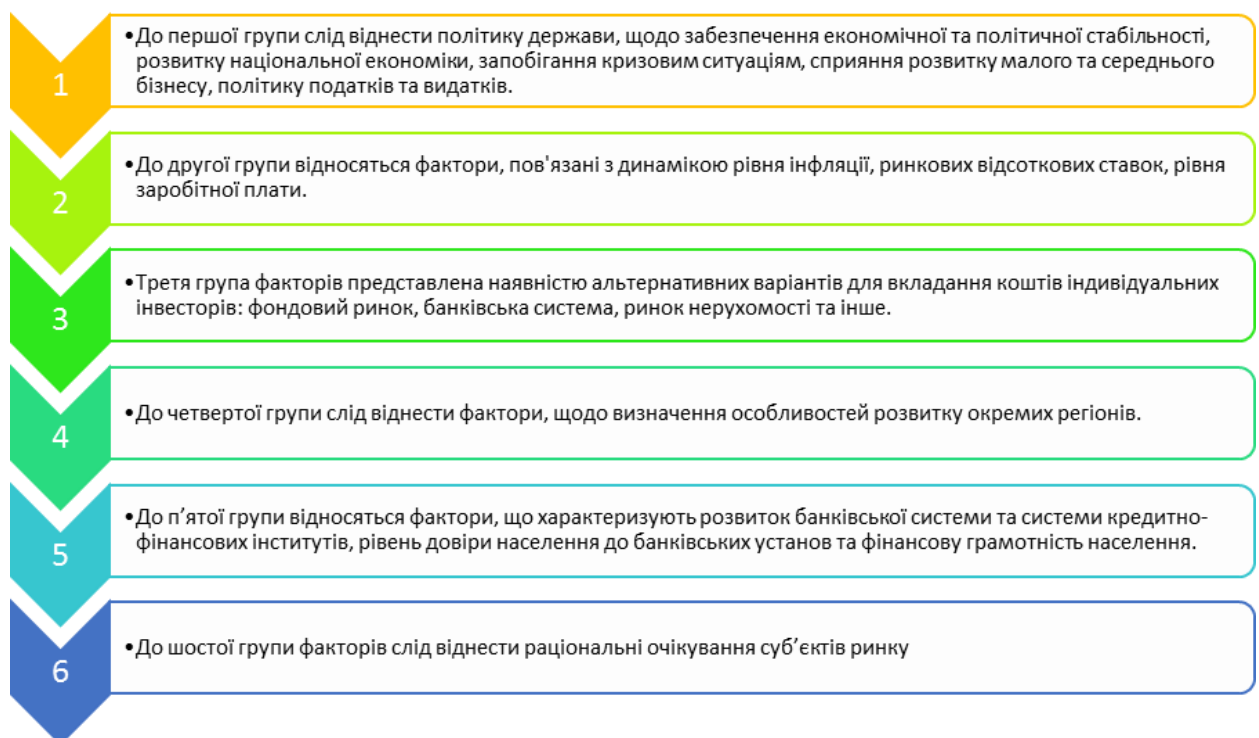 1
•До першої групи слід віднести політику держави, щодо забезпечення економічної та політичної стабільності,
розвитку національної економіки, запобігання кризовим ситуаціям, сприяння розвитку малого та середнього
бізнесу, політику податків та видатків.
2
•До другої групи відносяться фактори, пов'язані з динамікою рівня інфляції, ринкових відсоткових ставок, рівня
заробітної плати.
3
•Третя група факторів представлена наявністю альтернативних варіантів для вкладання коштів індивідуальних
інвесторів: фондовий ринок, банківська система, ринок нерухомості та інше.
4
•До четвертої групи слід віднести фактори, щодо визначення особливостей розвитку окремих регіонів.
5
•До п’ятої групи відносяться фактори, що характеризують розвиток банківської системи та системи кредитно-
фінансових інститутів, рівень довіри населення до банківських установ та фінансову грамотність населення.
6
•До шостої групи факторів слід віднести раціональні очікування суб’єктів ринку